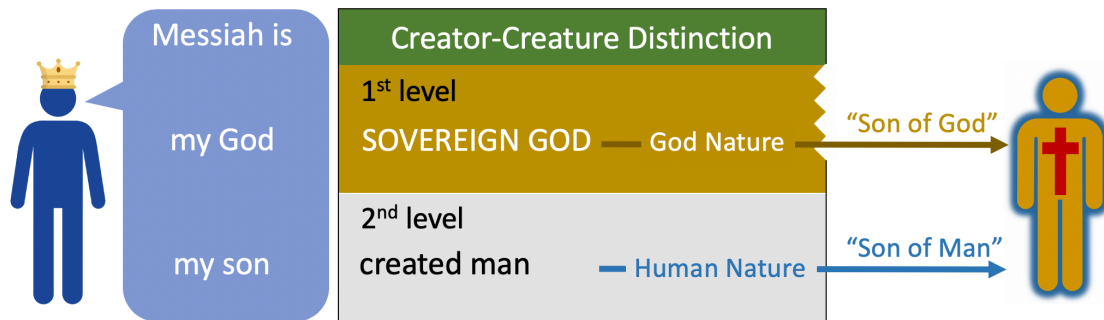 Messiah is
my God
my son
Creator-Creature Distinction
1st level
SOVEREIGN GOD
God Nature
2nd level
created man
Human Nature
“Son of God”
“Son of Man”